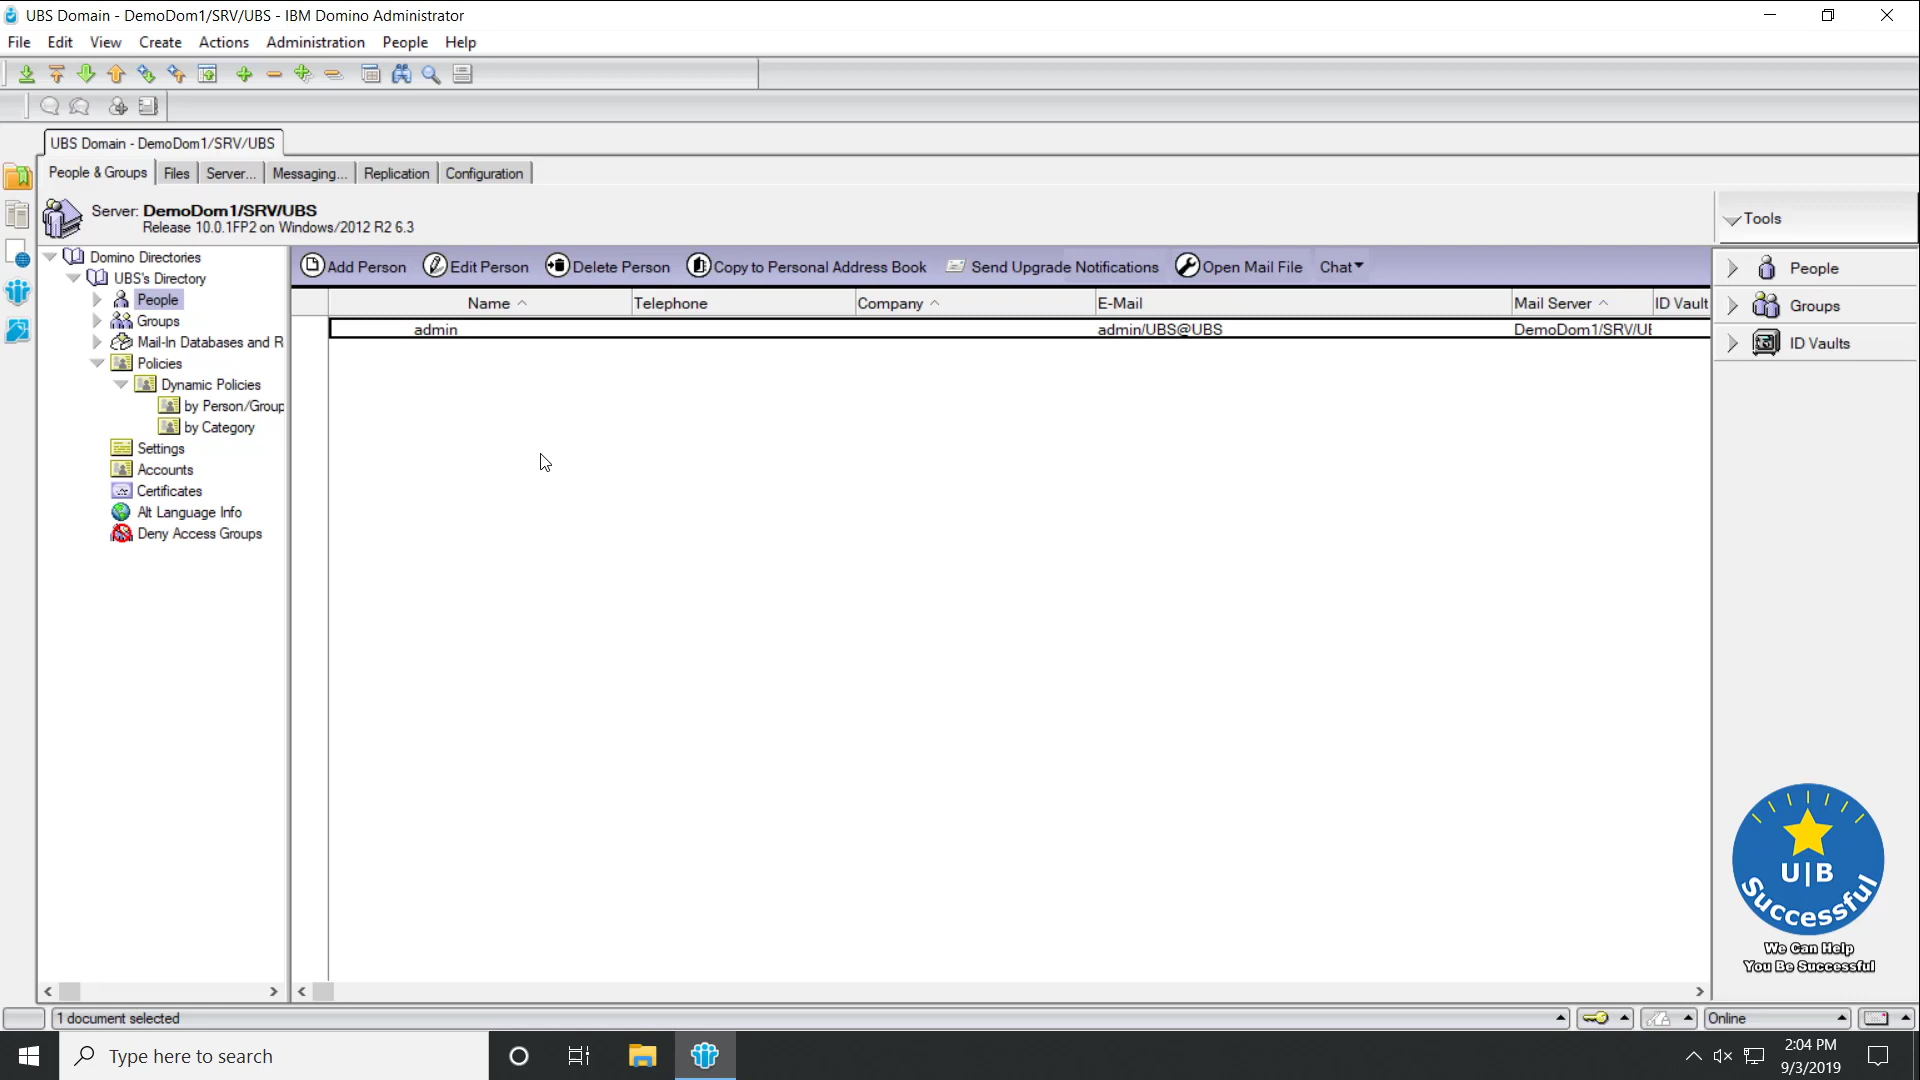 UBS Domain - DemoDom1/SRV/UBS - IBM Domino Administrator
File Edit View Create Actions Administration People Help
UBS Domain - DemoDom1/SRV/UBS
People & Groups Files Server... Messaging... Replication Configuration
Server: DemoDom1/SRV/UBS
Release 10.0.1FP2 on Windows/2012 R2 6.3
Tools
Domino Directories
UBS's Directory
People
Groups
Mail-In Databases and R
Policies
Dynamic Policies
by Person/Group
by Category
Settings
Accounts
Certificates
Alt Language Info
Deny Access Groups
Add Person Edit Person Delete Person Copy to Personal Address Book Send Upgrade Notifications Open Mail File Chat
Name Telephone Company E-Mail Mail Server ID Vault
admin admin/UBS@UBS DemoDom1/SRV/UB
People
Groups
ID Vaults
U|B
Successful
We Can Help
You Be Successful
1 document selected Online
Type here to search
2:04 PM
9/3/2019